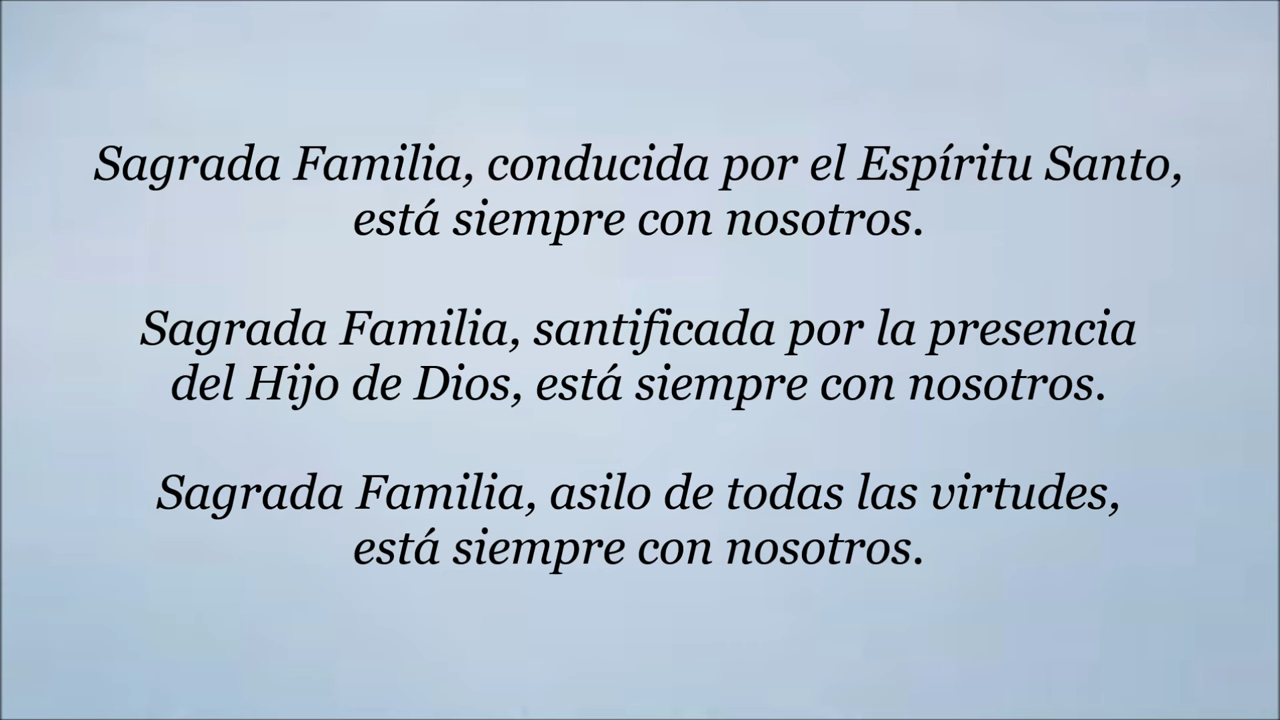 Sagrada Familia, conducida por el Espíritu Santo,
está siempre con nosotros.
Sagrada Familia, santificada por la presencia
del Hijo de Dios, está siempre con nosotros.
Sagrada Familia, asilo de todas las virtudes,
está siempre con nosotros.